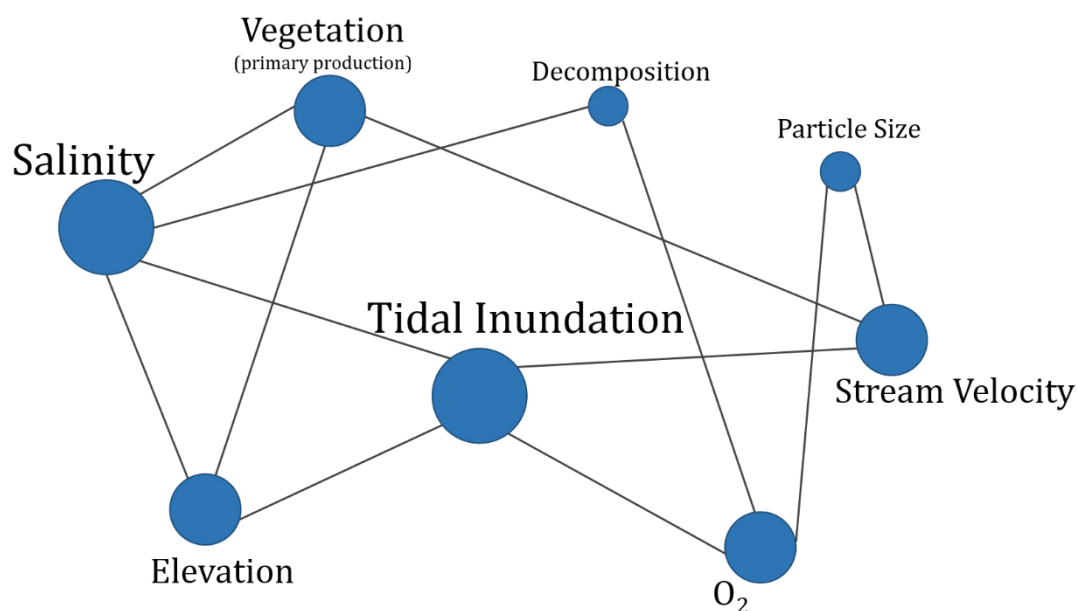 Vegetation
(primary production)
Decomposition
Particle Size
Salinity
Tidal Inundation
Stream Velocity
Elevation
O₂